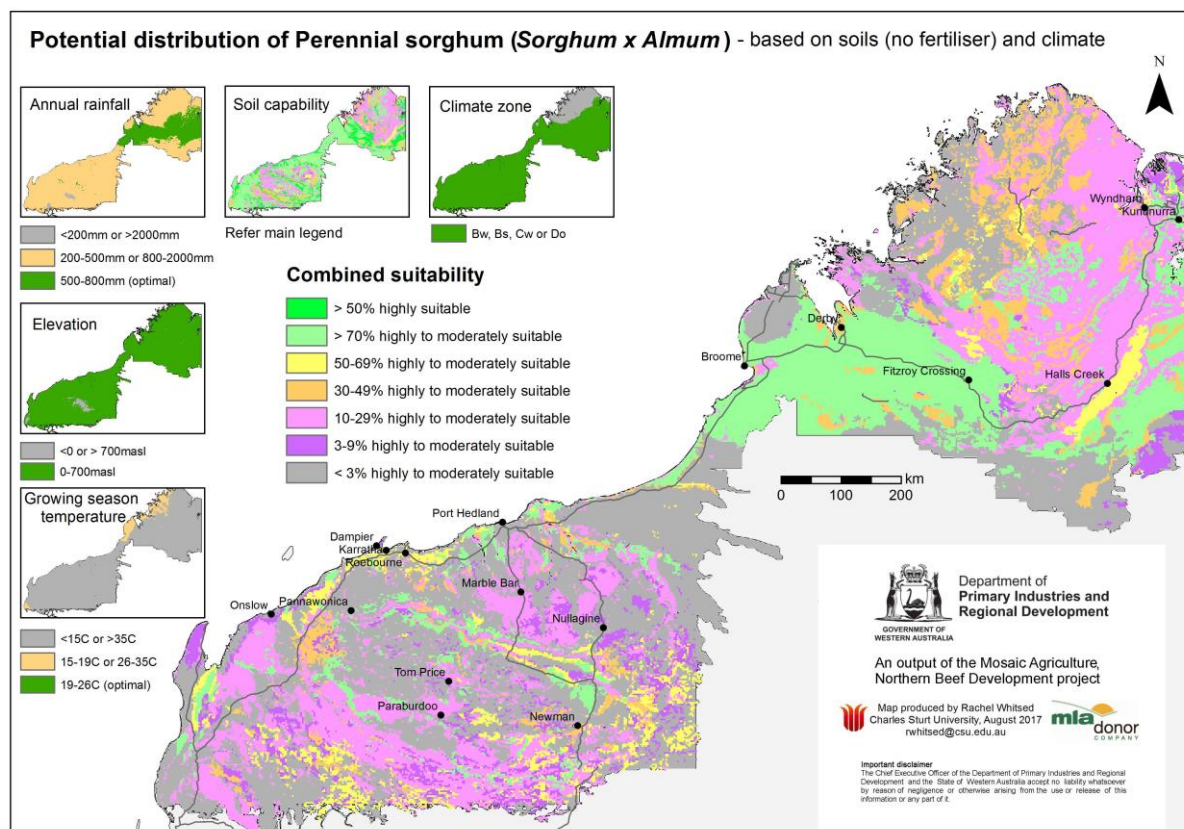 Potential distribution of Perennial sorghum (Sorghum x Almum) - based on soils (no fertiliser) and climate
Annual rainfall
<200mm or >2000mm
200-500mm or 800-2000mm
500-800mm (optimal)
Soil capability
Refer main legend
Climate zone
Bw, Bs, Cw or Do
Elevation
<0 or > 700masl
0-700masl
Growing season
temperature
<15C or >35C
15-19C or 26-35C
19-26C (optimal)
Combined suitability
> 50% highly suitable
> 70% highly to moderately suitable
50-69% highly to moderately suitable
30-49% highly to moderately suitable
10-29% highly to moderately suitable
3-9% highly to moderately suitable
< 3% highly to moderately suitable
N
Wyndham
Kununurra
Derby
Broome
Fitzroy Crossing
Halls Creek
km
0 50 100 200
Port Hedland
Dampier
Karratha
Roebourne
Marble Bar
Onslow
Pannawonica
Nullagine
Tom Price
Paraburdoo
Newman
GOVERNMENT OF
WESTERN AUSTRALIA
Department of
Primary Industries and
Regional Development
An output of the Mosaic Agriculture,
Northern Beef Development project
Map produced by Rachel Whitsed
Charles Sturt University, August 2017
rwhitsed@csu.edu.au
mla
donor
COMPANY
Important disclaimer
The Chief Executive Officer of the Department of Primary Industries and Regional
Development and the State of Western Australia accept no liability whatsoever
by reason of negligence or otherwise arising from the use or release of this
information or any part of it.